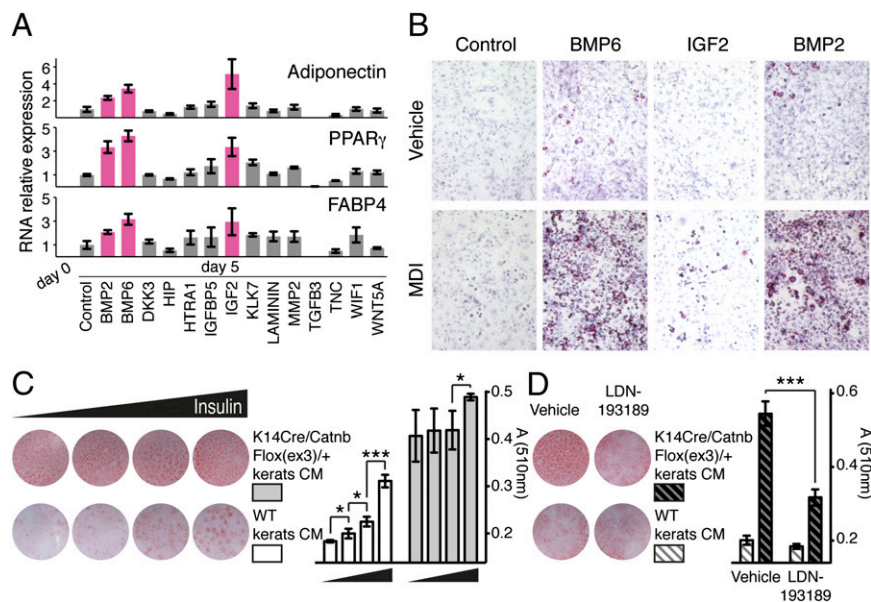 A
RNA relative expression
6
4
2
Adiponectin
5
3
1
PPARγ
5
3
1
FABP4
day 0
day 5
Control
BMP2
BMP6
DKK3
HIP
HTRA1
IGFBP5
IGF2
KLK7
LAMININ
MMP2
TGFB3
TNC
WIF1
WNT5A
B
Control BMP6 IGF2 BMP2
Vehicle
MDI
C
Insulin
K14Cre/Catnb
Flox(ex3)/+
kerats CM
WT
kerats CM
* * *** *
0.5
0.4
0.3
0.2
A (510nm)
D
Vehicle
LDN-
193189
K14Cre/Catnb
Flox(ex3)/+
kerats CM
WT
kerats CM
***
0.6
0.4
0.2
A (510nm)
Vehicle
LDN-
193189